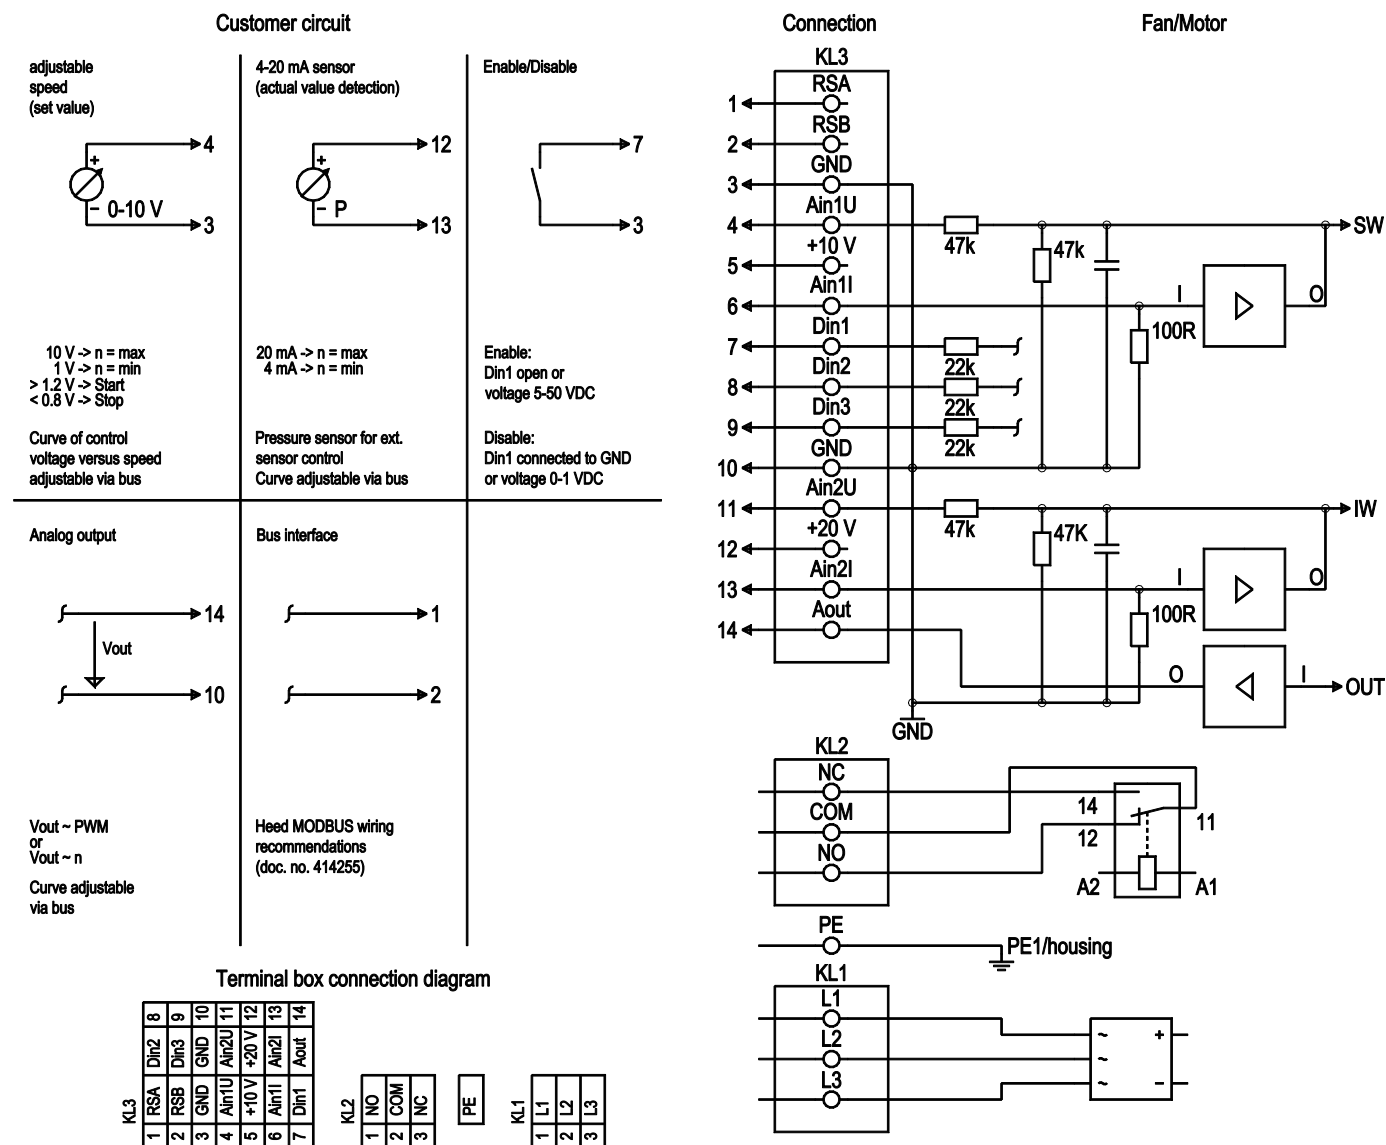 Customer circuit
Connection
Fan/Motor
adjustable
speed
(set value)
4
+
- 0-10 V
3
10 V -> n = max
1 V -> n = min
> 1.2 V -> Start
< 0.8 V -> Stop
Curve of control
voltage versus speed
adjustable via bus
4-20 mA sensor
(actual value detection)
12
+
- P
13
20 mA -> n = max
4 mA -> n = min
Pressure sensor for ext.
sensor control
Curve adjustable via bus
Enable/Disable
7
3
Enable:
Din1 open or
voltage 5-50 VDC
Disable:
Din1 connected to GND
or voltage 0-1 VDC
Analog output
14
Vout
10
Vout ~ PWM
or
Vout ~ n
Curve adjustable
via bus
Bus interface
1
2
Heed MODBUS wiring
recommendations
(doc. no. 414255)
KL3
RSA
1
RSB
2
GND
3
Ain1U
4
47k
47k
SW
+10 V
5
Ain1I
6
I
O
100R
Din1
7
22k
Din2
8
22k
Din3
9
22k
GND
10
Ain2U
11
47k
47K
IW
+20 V
12
Ain2I
13
I
O
100R
Aout
14
O
I
OUT
GND
KL2
NC
COM
NO
14
12
11
A2
A1
PE
PE1/housing
KL1
L1
L2
L3
~
~
~
+
-
Terminal box connection diagram
KL3
1 RSA Din2 8
2 RSB Din3 9
3 GND GND 10
4 Ain1U Ain2U 11
5 +10 V +20 V 12
6 Ain1I Ain2I 13
7 Din1 Aout 14
KL2
1 NO
2 COM
3 NC
PE
KL1
1 L1
2 L2
3 L3